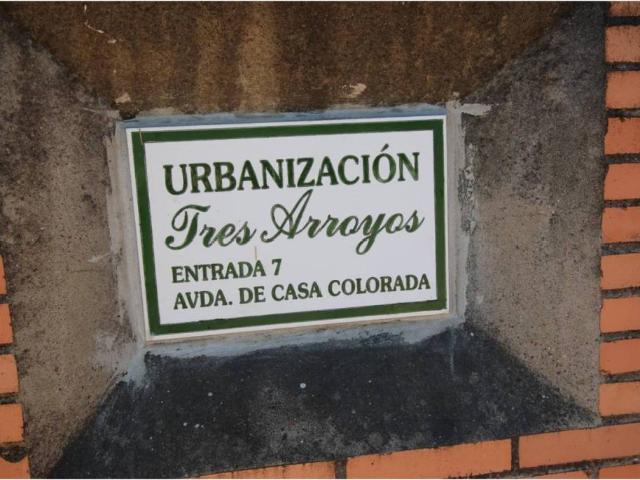 URBANIZACIÓN
Tres Arroyos
ENTRADA 7
AVDA. DE CASA COLORADA